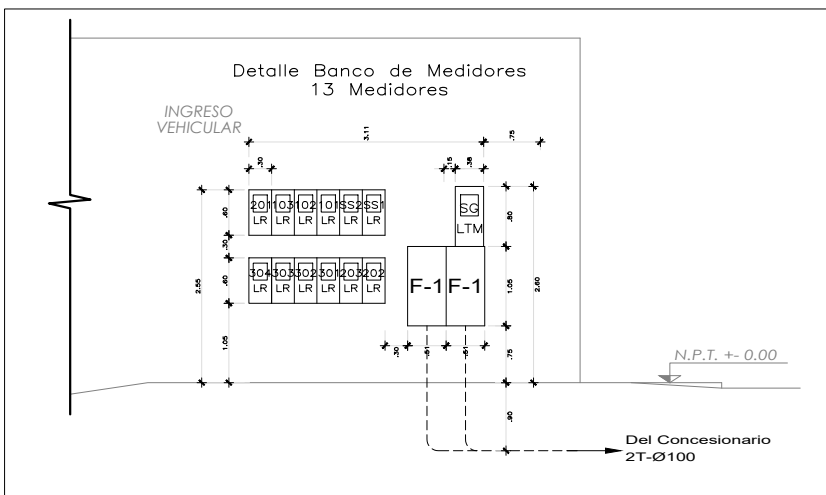 Detalle Banco de Medidores
13 Medidores
INGRESO
VEHICULAR
3.11
.75
.30
.15
.38
201 103 102 101 SS2 SS1
LR LR LR LR LR LR
SG
LTM
.60
.30
.60
1.05
2.55
304 303 302 301 203 202
LR LR LR LR LR LR
F-1 F-1
.80
1.05
2.60
.75
.30
.51
.51
N.P.T. +- 0.00
.90
Del Concesionario
2T-Ø100